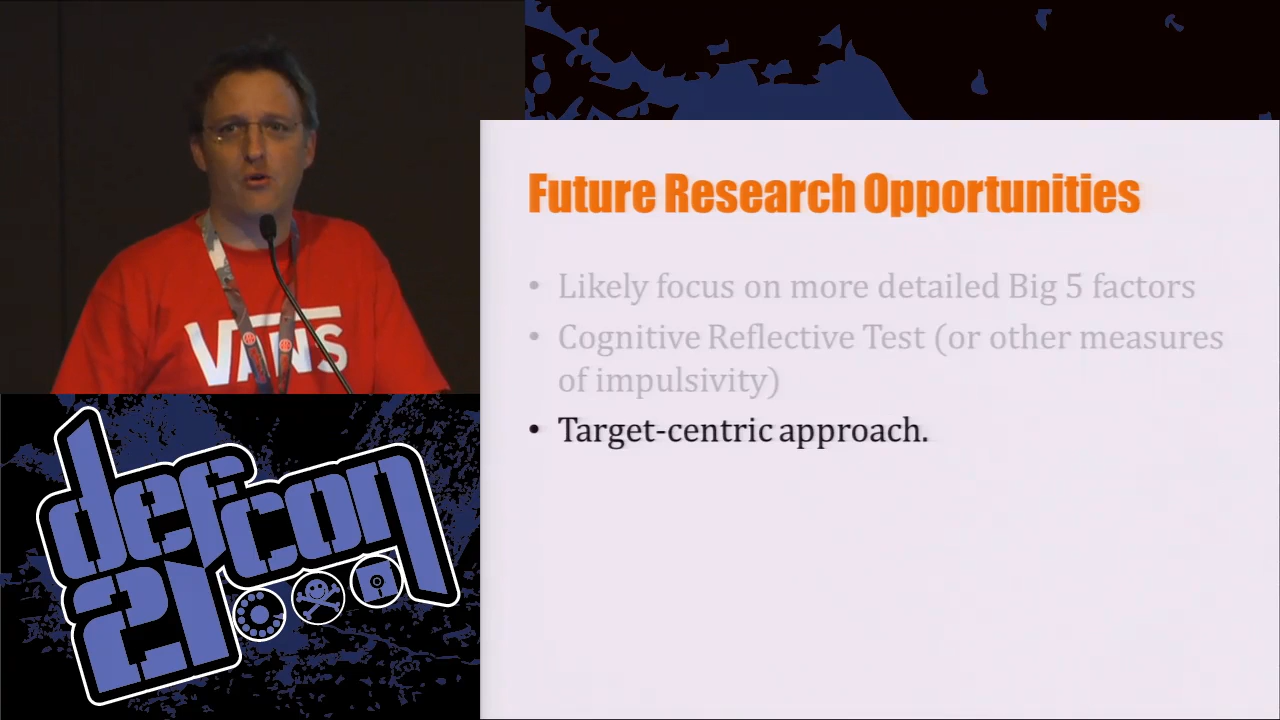 VANS
Future Research Opportunities
• Likely focus on more detailed Big 5 factors
• Cognitive Reflective Test (or other measures
of impulsivity)
• Target-centric approach.
defcon
21